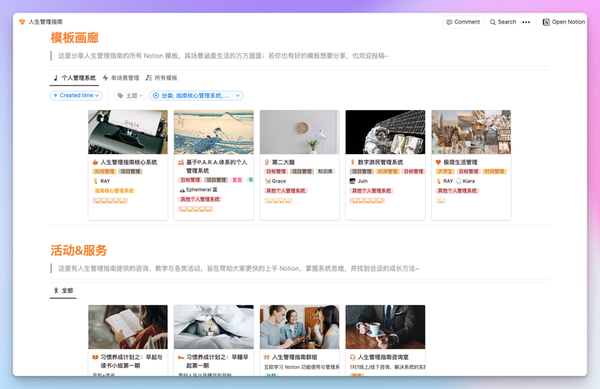 人生管理指南
Comment
Search
Open Notion
模板画廊
这里分享人生管理指南的所有 Notion 模板，其场景涵盖生活的方方面面；若你也有好的模板想要分享，也欢迎投稿~
个人管理系统
单场景管理
所有模板
↑ Created time
主题
分类: 指南核心管理系统, ...
人生管理指南核心系统
时间管理 项目管理
RAY
指南核心管理系统
基于P.A.R.A.体系的个人管理系统
目标管理 项目管理 复盘
Ephemeral 蛋
其他个人管理系统
第二大脑
目标管理 项目管理 知识库
Grace
其他个人管理系统
数字游民管理系统
项目管理 时间管理 目标管理
Juin
其他个人管理系统
极简生活管理
大学生 目标管理 时间管理
RAY Kiara
其他个人管理系统
活动&服务
这里有人生管理指南提供的咨询、教学与各类活动，旨在帮助大家更快的上手 Notion、掌握系统思维，并找到合适的成长方法~
全部
习惯养成计划之：早起与读书小组第一期
早起+读书
习惯养成计划之：早睡早起第一期
人生管理指南群组
互助学习 Notion 功能使用与管理系
人生管理指南咨询室
1对1线上/线下咨询，解决系统的实际